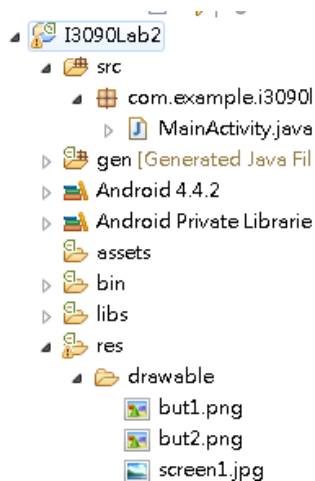 I3090Lab2
src
com.example.i3090l
MainActivity.java
gen [Generated Java Fil
Android 4.4.2
Android Private Librarie
assets
bin
libs
res
drawable
but1.png
but2.png
screen1.jpg